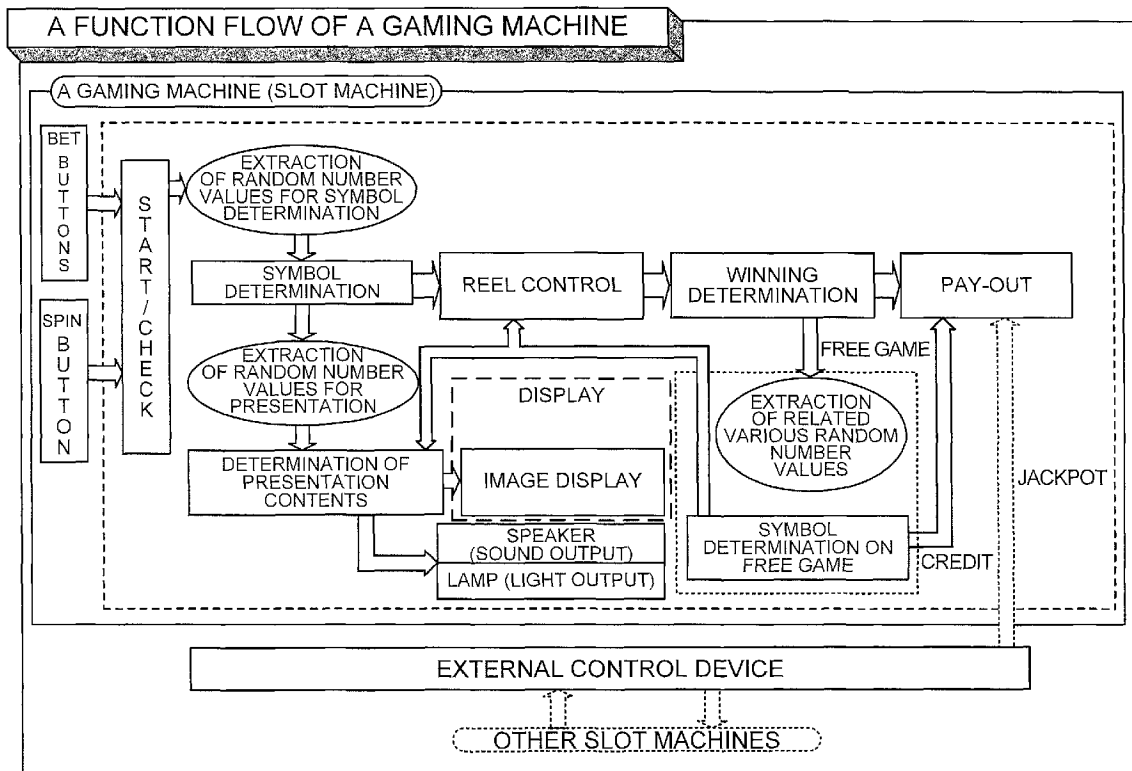 A FUNCTION FLOW OF A GAMING MACHINE
A GAMING MACHINE (SLOT MACHINE)
BET
BUTTONS
SPIN
BUTTON
START/CHECK
EXTRACTION
OF RANDOM NUMBER
VALUES FOR SYMBOL
DETERMINATION
SYMBOL
DETERMINATION
REEL CONTROL
WINNING
DETERMINATION
PAY-OUT
EXTRACTION
OF RANDOM NUMBER
VALUES FOR
PRESENTATION
FREE GAME
DISPLAY
EXTRACTION
OF RELATED
VARIOUS RANDOM
NUMBER
VALUES
DETERMINATION OF
PRESENTATION
CONTENTS
IMAGE DISPLAY
JACKPOT
SPEAKER
(SOUND OUTPUT)
LAMP (LIGHT OUTPUT)
SYMBOL
DETERMINATION ON
FREE GAME
CREDIT
EXTERNAL CONTROL DEVICE
OTHER SLOT MACHINES